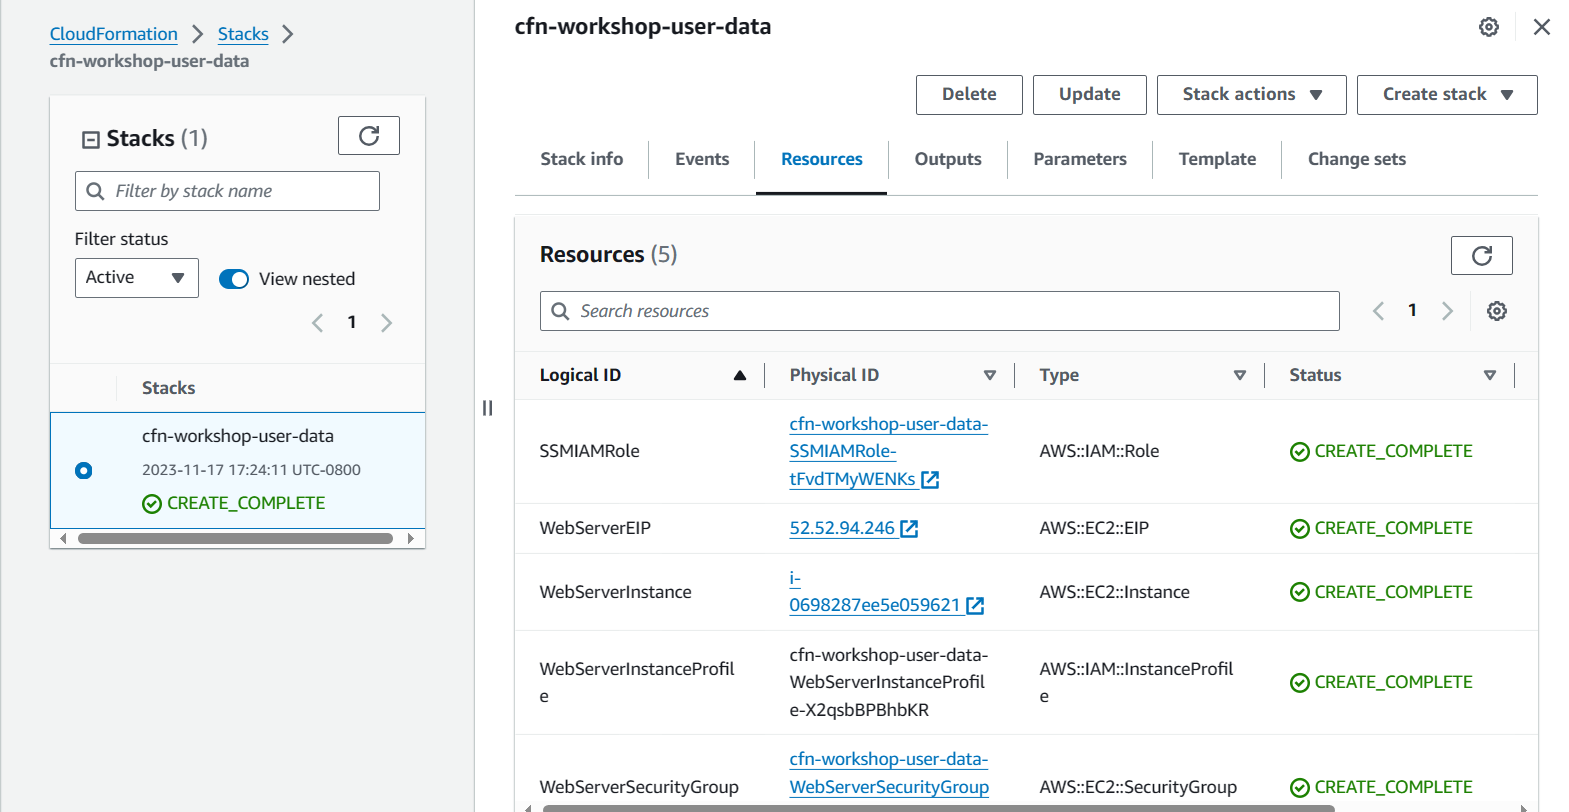 CloudFormation > Stacks >
cfn-workshop-user-data
Stacks (1)
Filter by stack name
Filter status
Active
View nested
1
Stacks
cfn-workshop-user-data
2023-11-17 17:24:11 UTC-0800
CREATE_COMPLETE
cfn-workshop-user-data
Delete Update Stack actions Create stack
Stack info Events Resources Outputs Parameters Template Change sets
Resources (5)
Search resources
1
Logical ID Physical ID Type Status
cfn-workshop-user-data-
SSMIAMRole SSMIAMRole- AWS::IAM::Role CREATE_COMPLETE
tFvdTMyWENKs
WebServerEIP 52.52.94.246 AWS::EC2::EIP CREATE_COMPLETE
i-
WebServerInstance 0698287ee5e059621 AWS::EC2::Instance CREATE_COMPLETE
cfn-workshop-user-data-
WebServerInstanceProfil WebServerInstanceProfil AWS::IAM::InstanceProfil CREATE_COMPLETE
e e-X2qsbBPBhbKR e
cfn-workshop-user-data-
WebServerSecurityGroup WebServerSecurityGroup AWS::EC2::SecurityGroup CREATE_COMPLETE